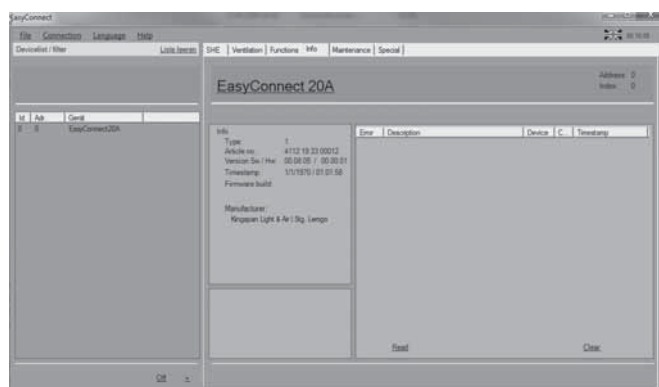 EasyConnect
File Connection Language Help
Devicelist / filter Liste leeren
SHE Ventilation Functions Info Maintenance Special
EasyConnect 20A
Address: 0
Index: 0
Id Adr. Gerät
0 0 EasyConnect20A
Info
Type: 1
Article no.: 4112 19 33 00012
Version Sw / Hw: 00.08.05 / 00.00.01
Timestamp: 1/1/1970 / 01:01:58
Firmware build:
Manufacturer:
Kingspan Light & Air | Stg. Lemgo
Error Description Device C... Timestamp
Read Clear
Off